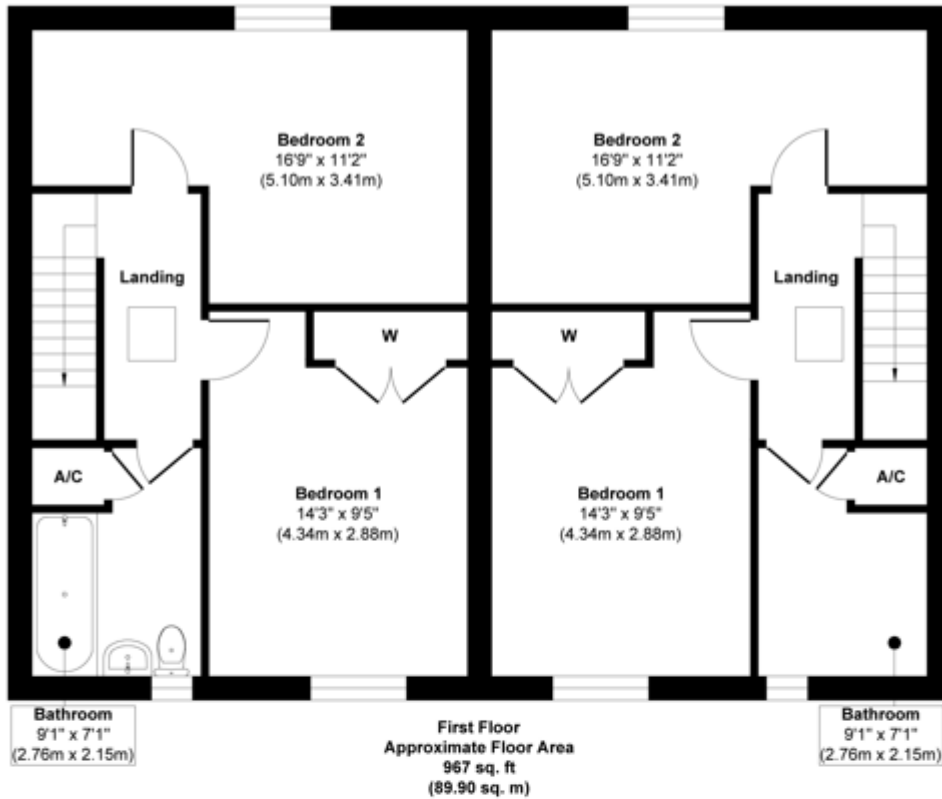 Bedroom 2
16'9" x 11'2"
(5.10m x 3.41m)
Bedroom 2
16'9" x 11'2"
(5.10m x 3.41m)
Landing
Landing
W
W
A/C
A/C
Bedroom 1
14'3" x 9'5"
(4.34m x 2.88m)
Bedroom 1
14'3" x 9'5"
(4.34m x 2.88m)
Bathroom
9'1" x 7'1"
(2.76m x 2.15m)
First Floor
Approximate Floor Area
967 sq. ft
(89.90 sq. m)
Bathroom
9'1" x 7'1"
(2.76m x 2.15m)